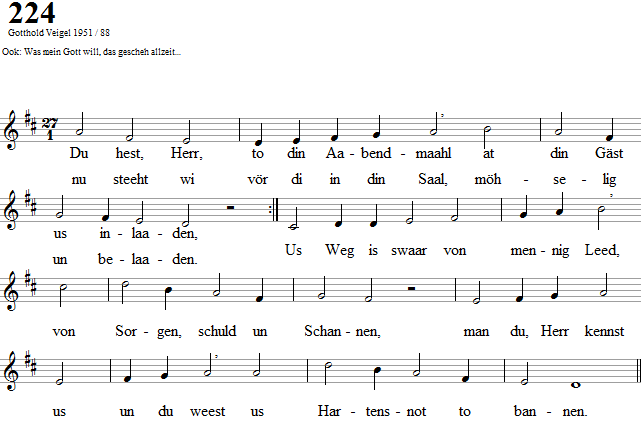 224
Gotthold Veigel 1951 / 88
Ook: Was mein Gott will, das gescheh allzeit...
27
1
Du hest, Herr, to din Aa - bend - maahl at din Gäst
nu steeht wi vör di in din Saal, möh - se - lig
us in - laa - den,
un be - laa - den.
Us Weg is swaar von men - nig Leed,
von Sor - gen, schuld un Schan - nen, man du, Herr kennst
us un du weest us Har - tens - not to ban - nen.